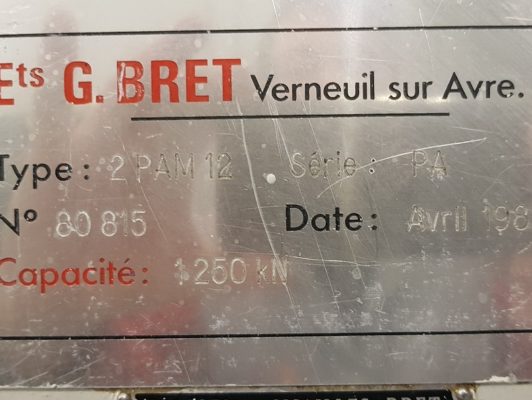 Ets G. BRET Verneuil sur Avre.
Type: 2 PAM 12 Série: PA
N° 80 815 Date: Avril 198
Capacité: 1250 kN
BRET